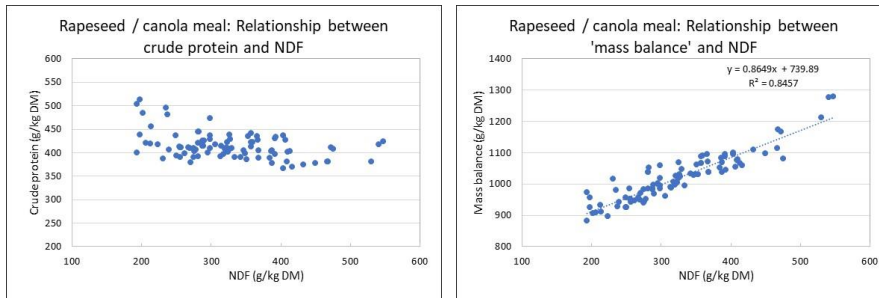 Rapeseed / canola meal: Relationship between
crude protein and NDF
Crude protein (g/kg DM)
600
550
500
450
400
350
300
250
200
100
200
300
400
500
600
NDF (g/kg DM)
Rapeseed / canola meal: Relationship between
'mass balance' and NDF
y = 0.8649x + 739.89
R² = 0.8457
Mass balance (g/kg DM)
1400
1300
1200
1100
1000
900
800
100
200
300
400
500
600
NDF (g/kg DM)